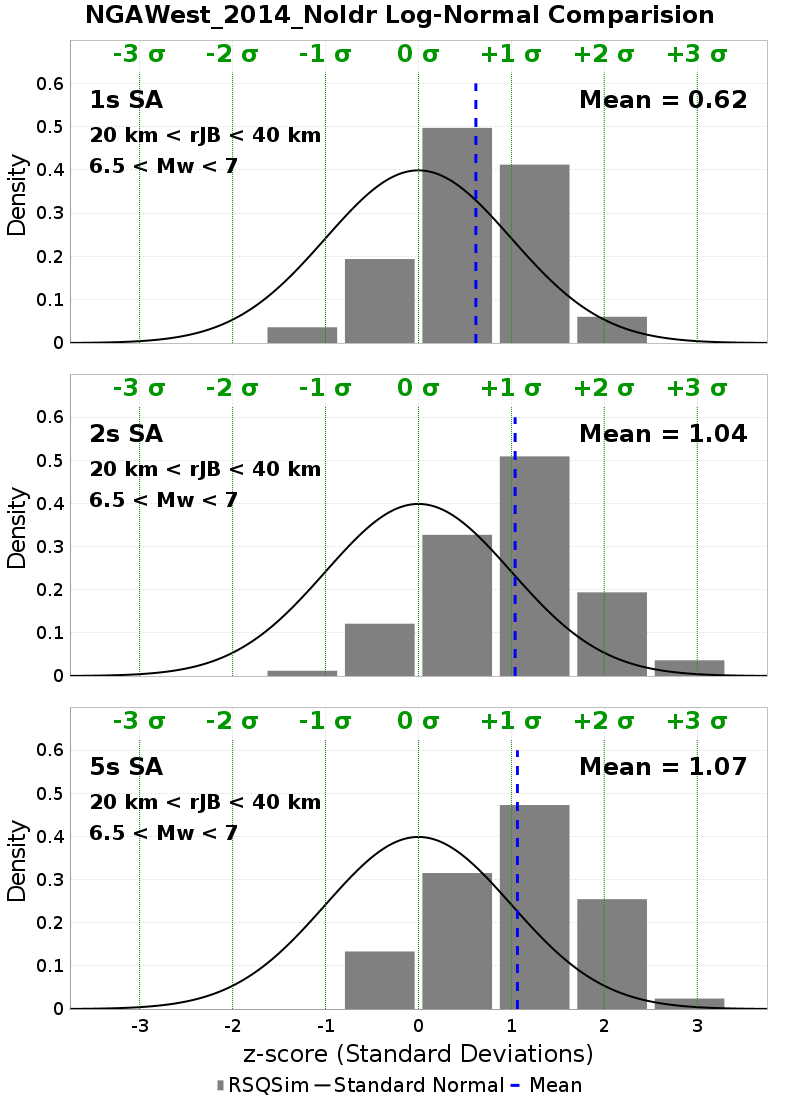 NGAWest_2014_NoIdr Log-Normal Comparision
-3 σ -2 σ -1 σ 0 σ +1 σ +2 σ +3 σ
1s SA
Mean = 0.62
20 km < rJB < 40 km
6.5 < Mw < 7
Density
0.6
0.5
0.4
0.3
0.2
0.1
0
-3 σ -2 σ -1 σ 0 σ +1 σ +2 σ +3 σ
2s SA
Mean = 1.04
20 km < rJB < 40 km
6.5 < Mw < 7
Density
0.6
0.5
0.4
0.3
0.2
0.1
0
-3 σ -2 σ -1 σ 0 σ +1 σ +2 σ +3 σ
5s SA
Mean = 1.07
20 km < rJB < 40 km
6.5 < Mw < 7
Density
0.6
0.5
0.4
0.3
0.2
0.1
0
-3 -2 -1 0 1 2 3
z-score (Standard Deviations)
RSQSim Standard Normal Mean